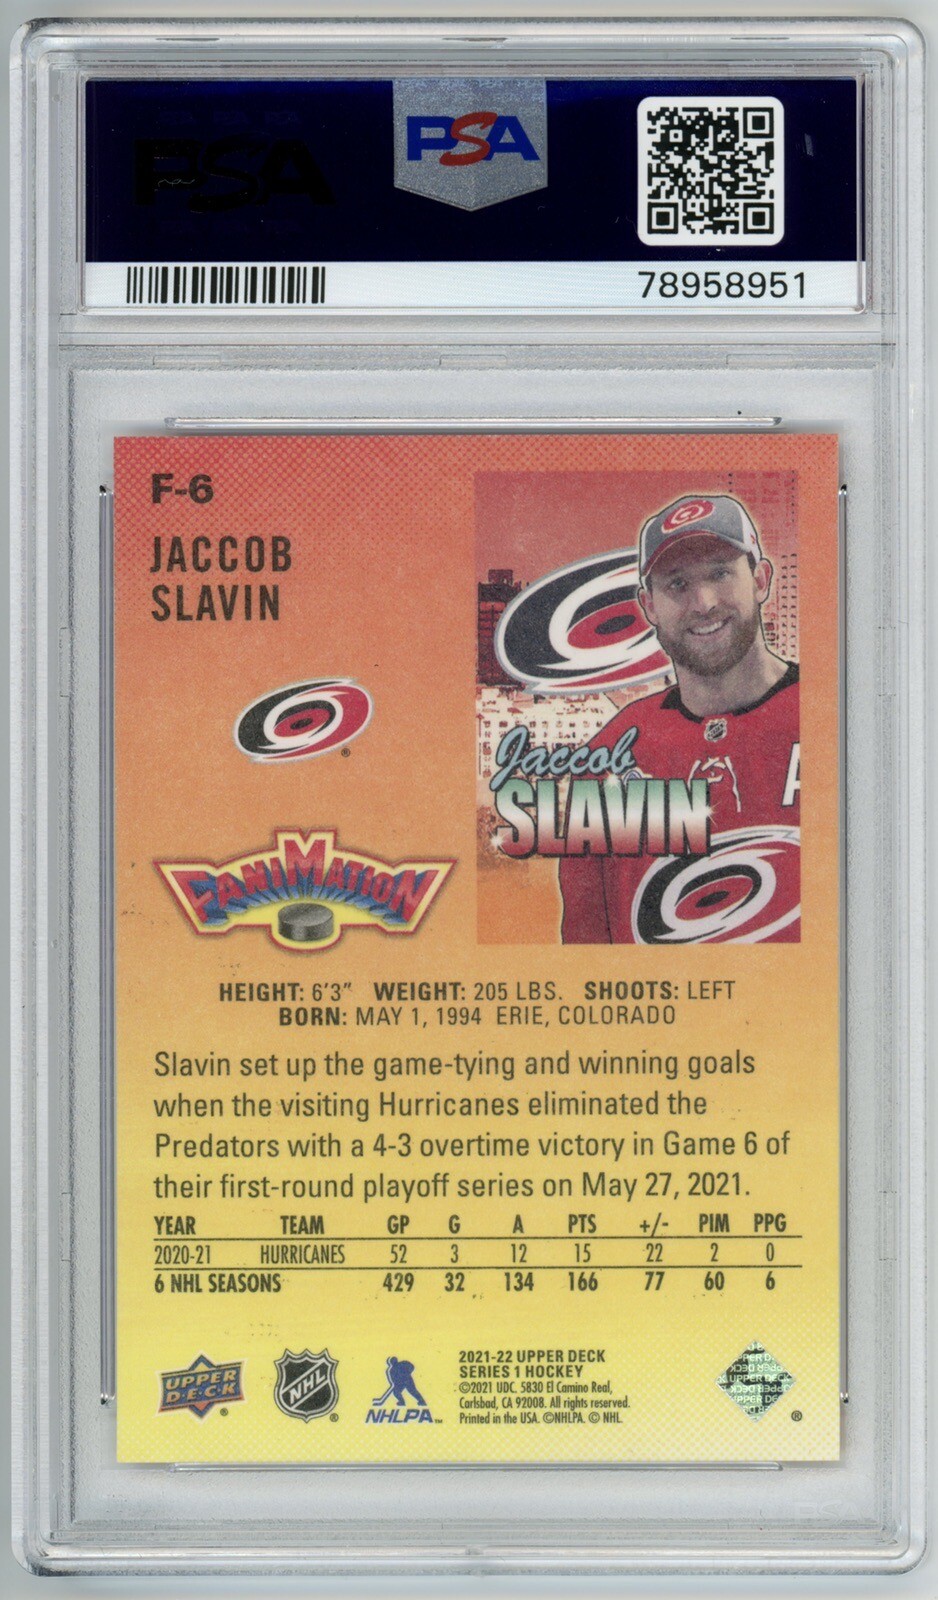 PSA
PSA
78958951
F-6
JACCOB
SLAVIN
Jaccob
SLAVIN
A
FANIMATION
HEIGHT: 6'3" WEIGHT: 205 LBS. SHOOTS: LEFT
BORN: MAY 1, 1994 ERIE, COLORADO
Slavin set up the game-tying and winning goals
when the visiting Hurricanes eliminated the
Predators with a 4-3 overtime victory in Game 6 of
their first-round playoff series on May 27, 2021.
YEAR TEAM GP G A PTS +/- PIM PPG
2020-21 HURRICANES 52 3 12 15 22 2 0
6 NHL SEASONS 429 32 134 166 77 60 6
UPPER
DECK
®
NHL
®
NHLPA™
2021-22 UPPER DECK
SERIES 1 HOCKEY
©2021 UDC. 5830 El Camino Real,
Carlsbad, CA 92008. All rights reserved.
Printed in the USA. ©NHLPA. © NHL.
UPPER DECK
®